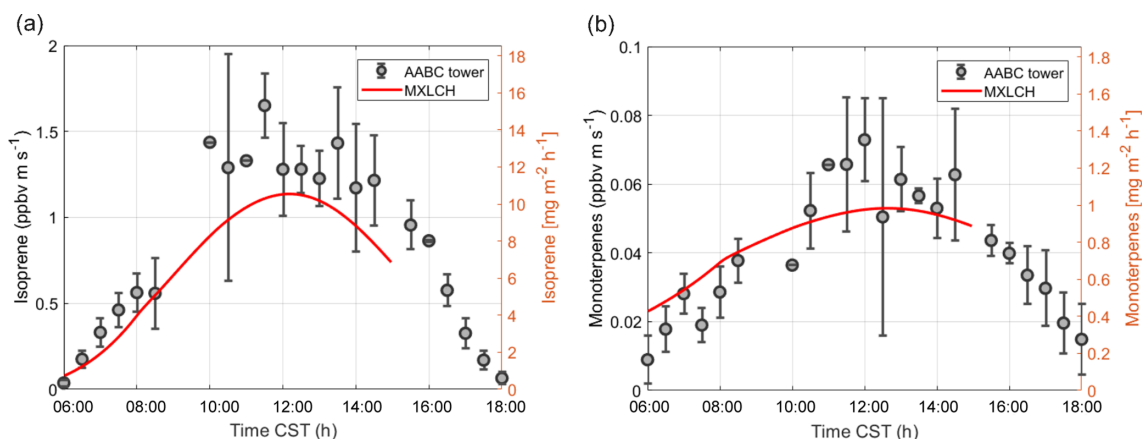 (a)
2
1.5
1
0.5
0
Isoprene (ppbv m s⁻¹)
18
16
14
12
10
8
6
4
2
0
Isoprene [mg m⁻² h⁻¹]
AABC tower
MXLCH
06:00 08:00 10:00 12:00 14:00 16:00 18:00
Time CST (h)
(b)
0.1
0.08
0.06
0.04
0.02
0
Monoterpenes (ppbv m s⁻¹)
1.8
1.6
1.4
1.2
1
0.8
0.6
0.4
0.2
0
Monoterpenes [mg m⁻² h⁻¹]
AABC tower
MXLCH
06:00 08:00 10:00 12:00 14:00 16:00 18:00
Time CST (h)